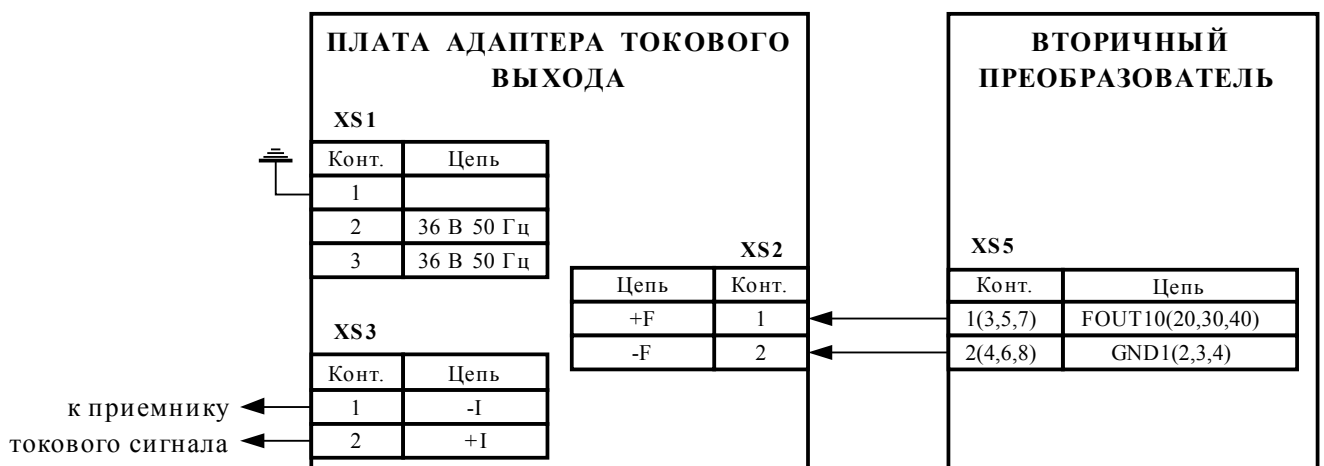 ПЛАТА АДАПТЕРА ТОКОВОГО
ВЫХОДА
XS1
Конт. Цепь
1
2 36 В 50 Гц
3 36 В 50 Гц
XS2
Цепь Конт.
+F 1
-F 2
XS3
Конт. Цепь
1 -I
2 +I
к приемнику
токового сигнала
ВТОРИЧНЫЙ
ПРЕОБРАЗОВАТЕЛЬ
XS5
Конт. Цепь
1(3,5,7) FOUT10(20,30,40)
2(4,6,8) GND1(2,3,4)